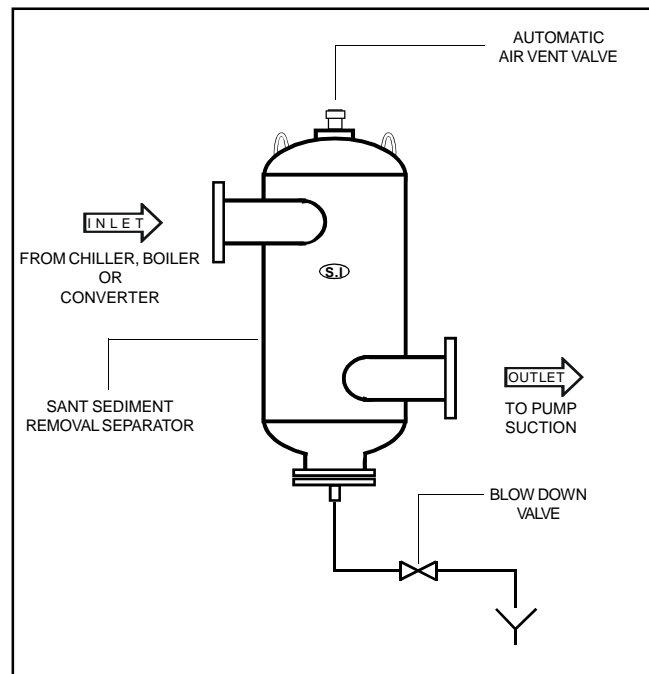 AUTOMATIC
AIR VENT VALVE
INLET
FROM CHILLER, BOILER
OR
CONVERTER
S.I
SANT SEDIMENT
REMOVAL SEPARATOR
OUTLET
TO PUMP
SUCTION
BLOW DOWN
VALVE